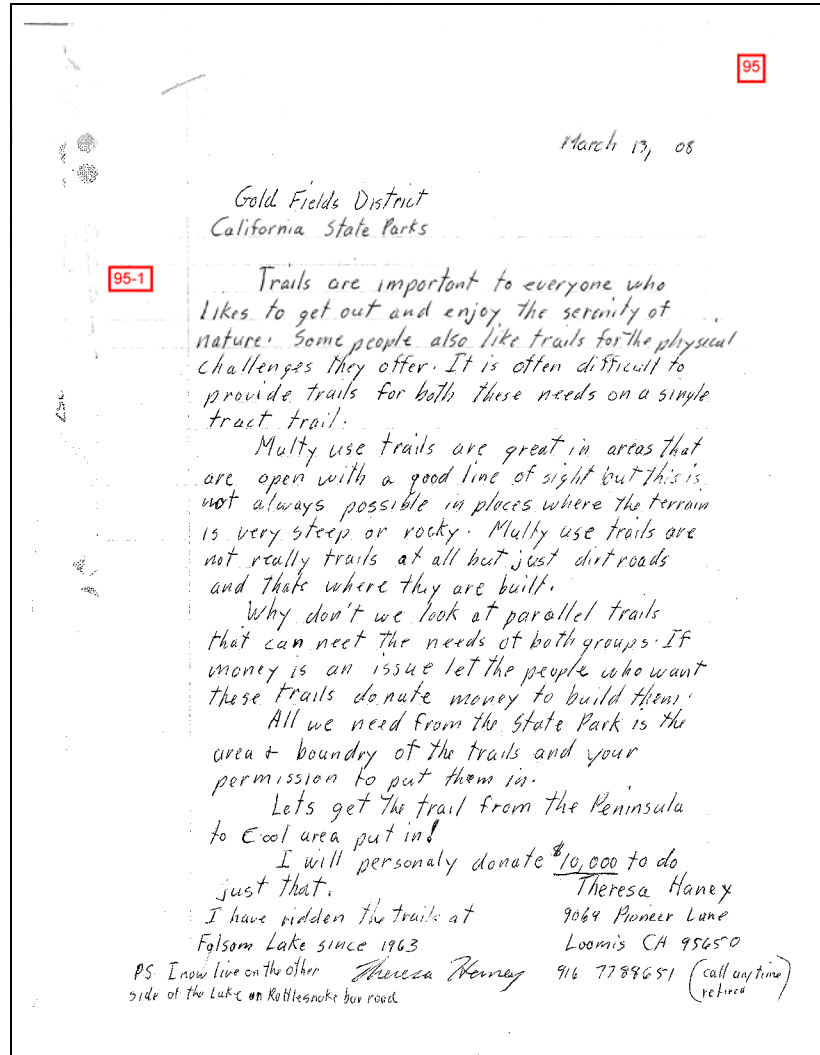 95
March 13, 08
Gold Fields District
California State Parks
95-1
Trails are important to everyone who
likes to get out and enjoy the serenity of
nature. Some people also like trails for the physical
challenges they offer. It is often difficult to
provide trails for both these needs on a single
tract trail.
Multy use trails are great in areas that
are open with a good line of sight but this is
not always possible in places where the terrain
is very steep or rocky. Multy use trails are
not really trails at all but just dirt roads
and thats where they are built.
Why don't we look at parallel trails
that can neet the needs of both groups. If
money is an issue let the people who want
these trails donate money to build them.
All we need from the State Park is the
area + boundry of the trails and your
permission to put them in.
Lets get the trail from the Peninsula
to Cool area put in!
I will personaly donate $10,000 to do
just that.
Theresa Haney
I have ridden the trails at
9069 Pioneer Lane
Folsom Lake since 1963
Loomis CA 95650
PS I now live on the other
side of the Lake on Rattlesnake bar road
Theresa Haney
916 7788651
(call any time
retired)